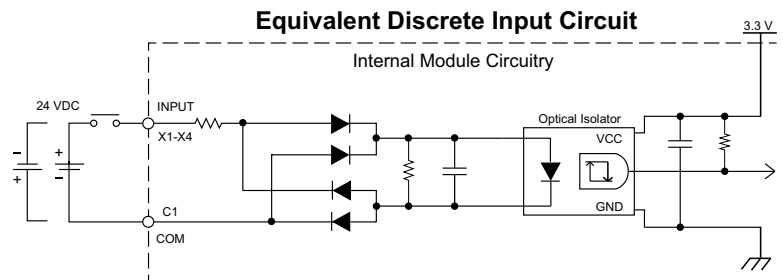 Equivalent Discrete Input Circuit
3.3 V
Internal Module Circuitry
24 VDC
INPUT
X1-X4
Optical Isolator
VCC
GND
C1
COM
−
+
+
−